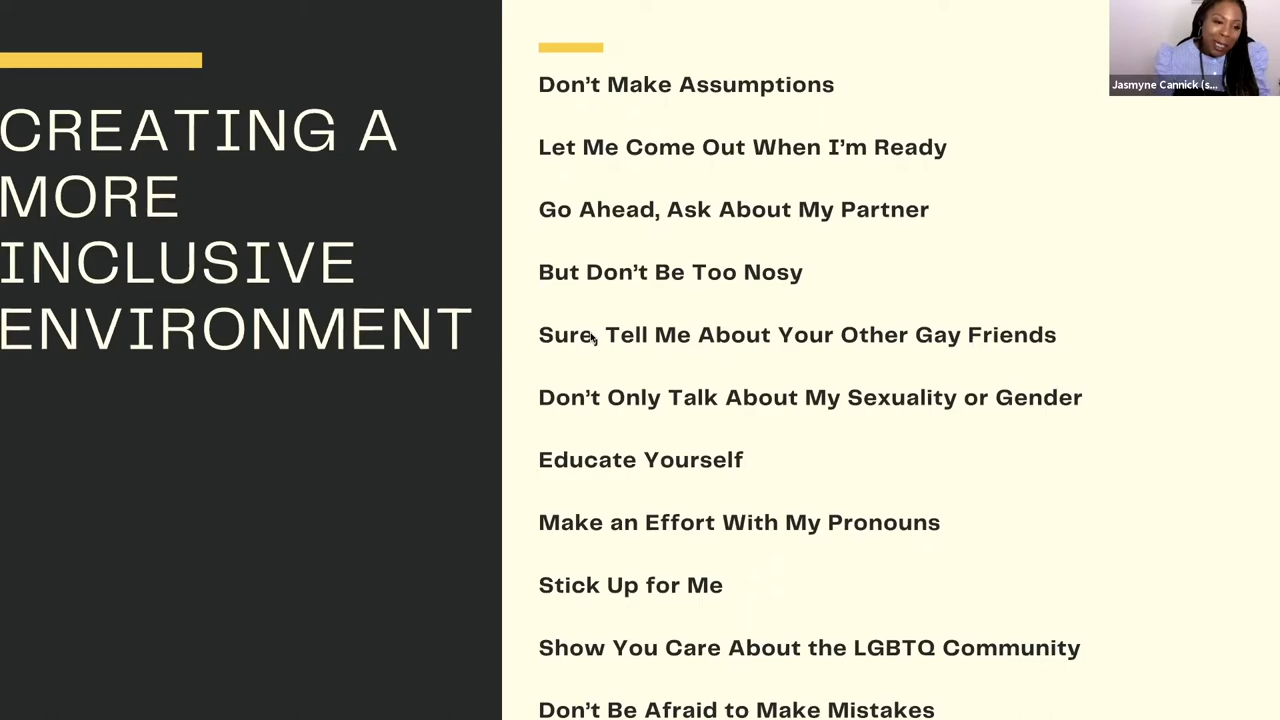 CREATING A
MORE
INCLUSIVE
ENVIRONMENT
Don’t Make Assumptions
Let Me Come Out When I’m Ready
Go Ahead, Ask About My Partner
But Don’t Be Too Nosy
Sure, Tell Me About Your Other Gay Friends
Don’t Only Talk About My Sexuality or Gender
Educate Yourself
Make an Effort With My Pronouns
Stick Up for Me
Show You Care About the LGBTQ Community
Don’t Be Afraid to Make Mistakes
Jasmyne Cannick (s...